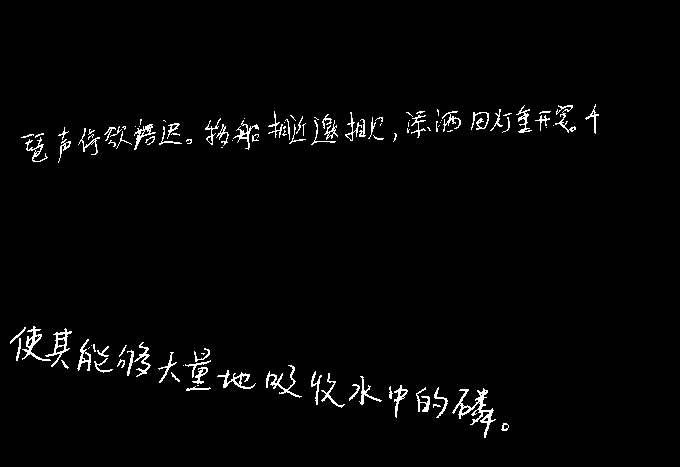 琶声停欲语迟。移船相近邀相见,添酒回灯重开宴。千
使其能够大量地吸收水中的磷。